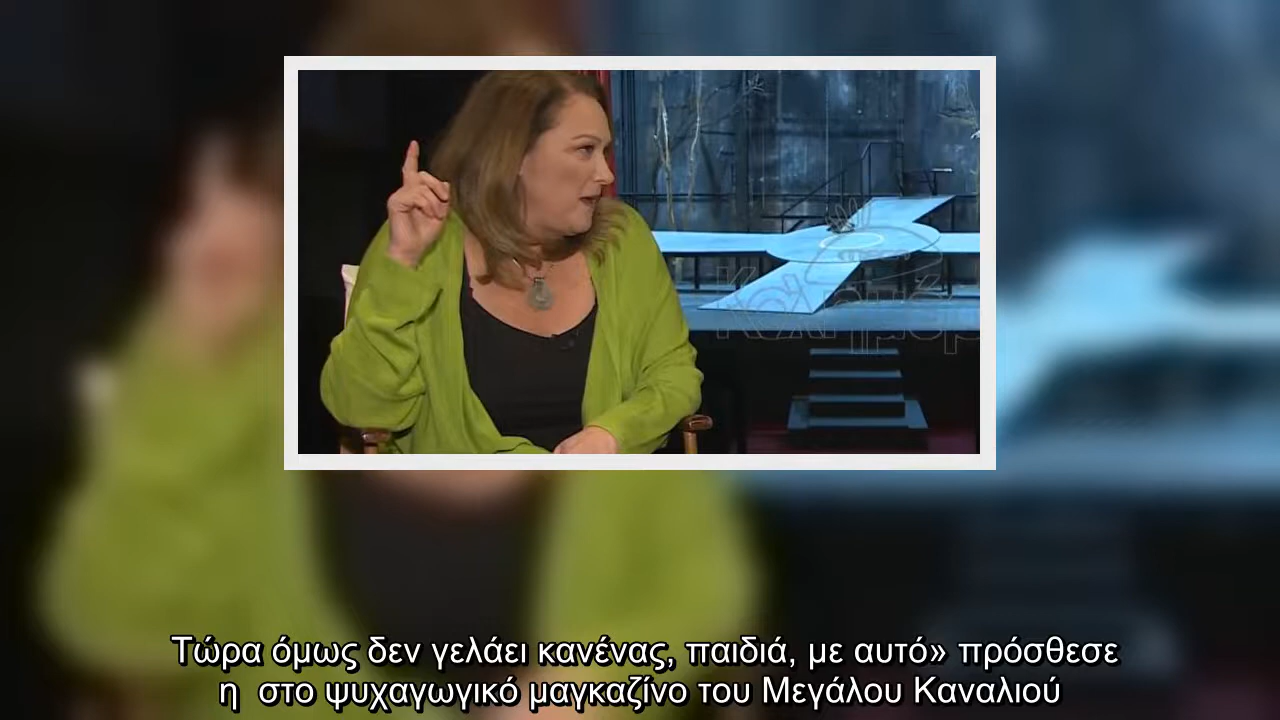 Τώρα όμως δεν γελάει κανένας, παιδιά, με αυτό» πρόσθεσε
η  στο ψυχαγωγικό μαγκαζίνο του Μεγάλου Καναλιού